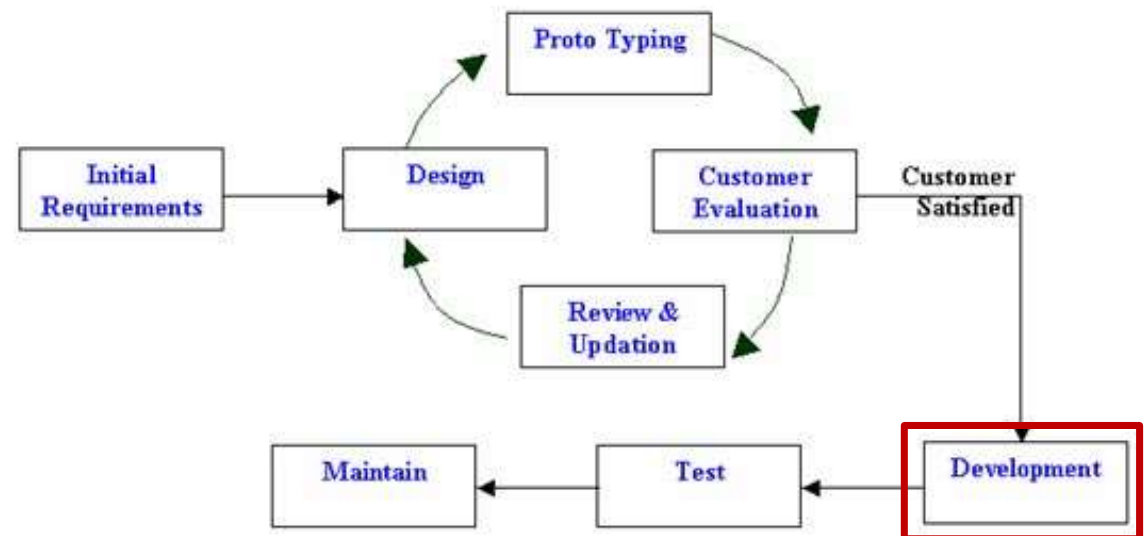 Proto Typing
Initial
Requirements
Design
Customer
Evaluation
Customer
Satisfied
Review &
Updation
Maintain
Test
Development